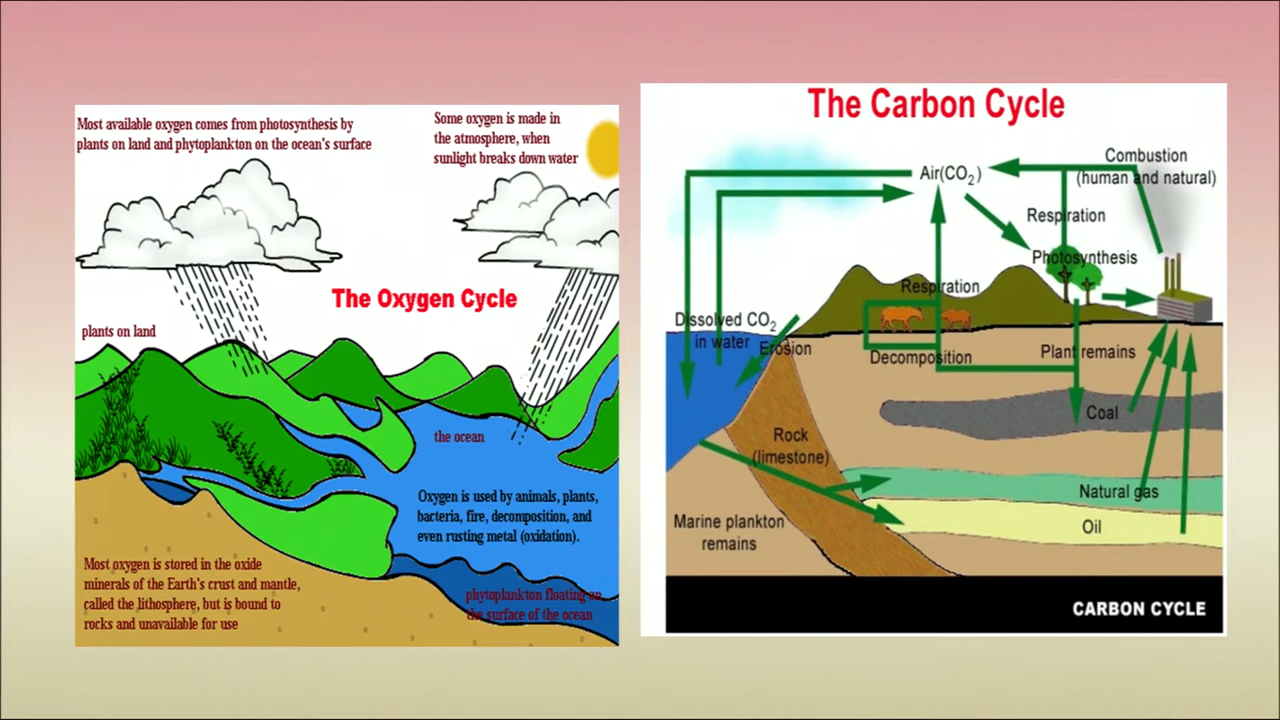 Most available oxygen comes from photosynthesis by
plants on land and phytoplankton on the ocean's surface
Some oxygen is made in
the atmosphere, when
sunlight breaks down water
The Oxygen Cycle
plants on land
the ocean
Oxygen is used by animals, plants,
bacteria, fire, decomposition, and
even rusting metal (oxidation).
Most oxygen is stored in the oxide
minerals of the Earth's crust and mantle,
called the lithosphere, but is bound to
rocks and unavailable for use
phytoplankton floating on
the surface of the ocean
The Carbon Cycle
Combustion
(human and natural)
Air(CO₂)
Respiration
Photosynthesis
Respiration
Dissolved CO₂
in water
Erosion
Decomposition
Plant remains
Coal
Rock
(limestone)
Natural gas
Marine plankton
remains
Oil
CARBON CYCLE